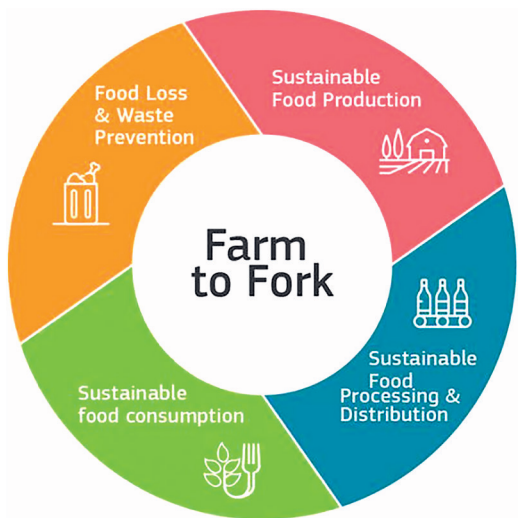 Food Loss
& Waste
Prevention
Sustainable
Food Production
Farm
to Fork
Sustainable
Food
Processing &
Distribution
Sustainable
food consumption